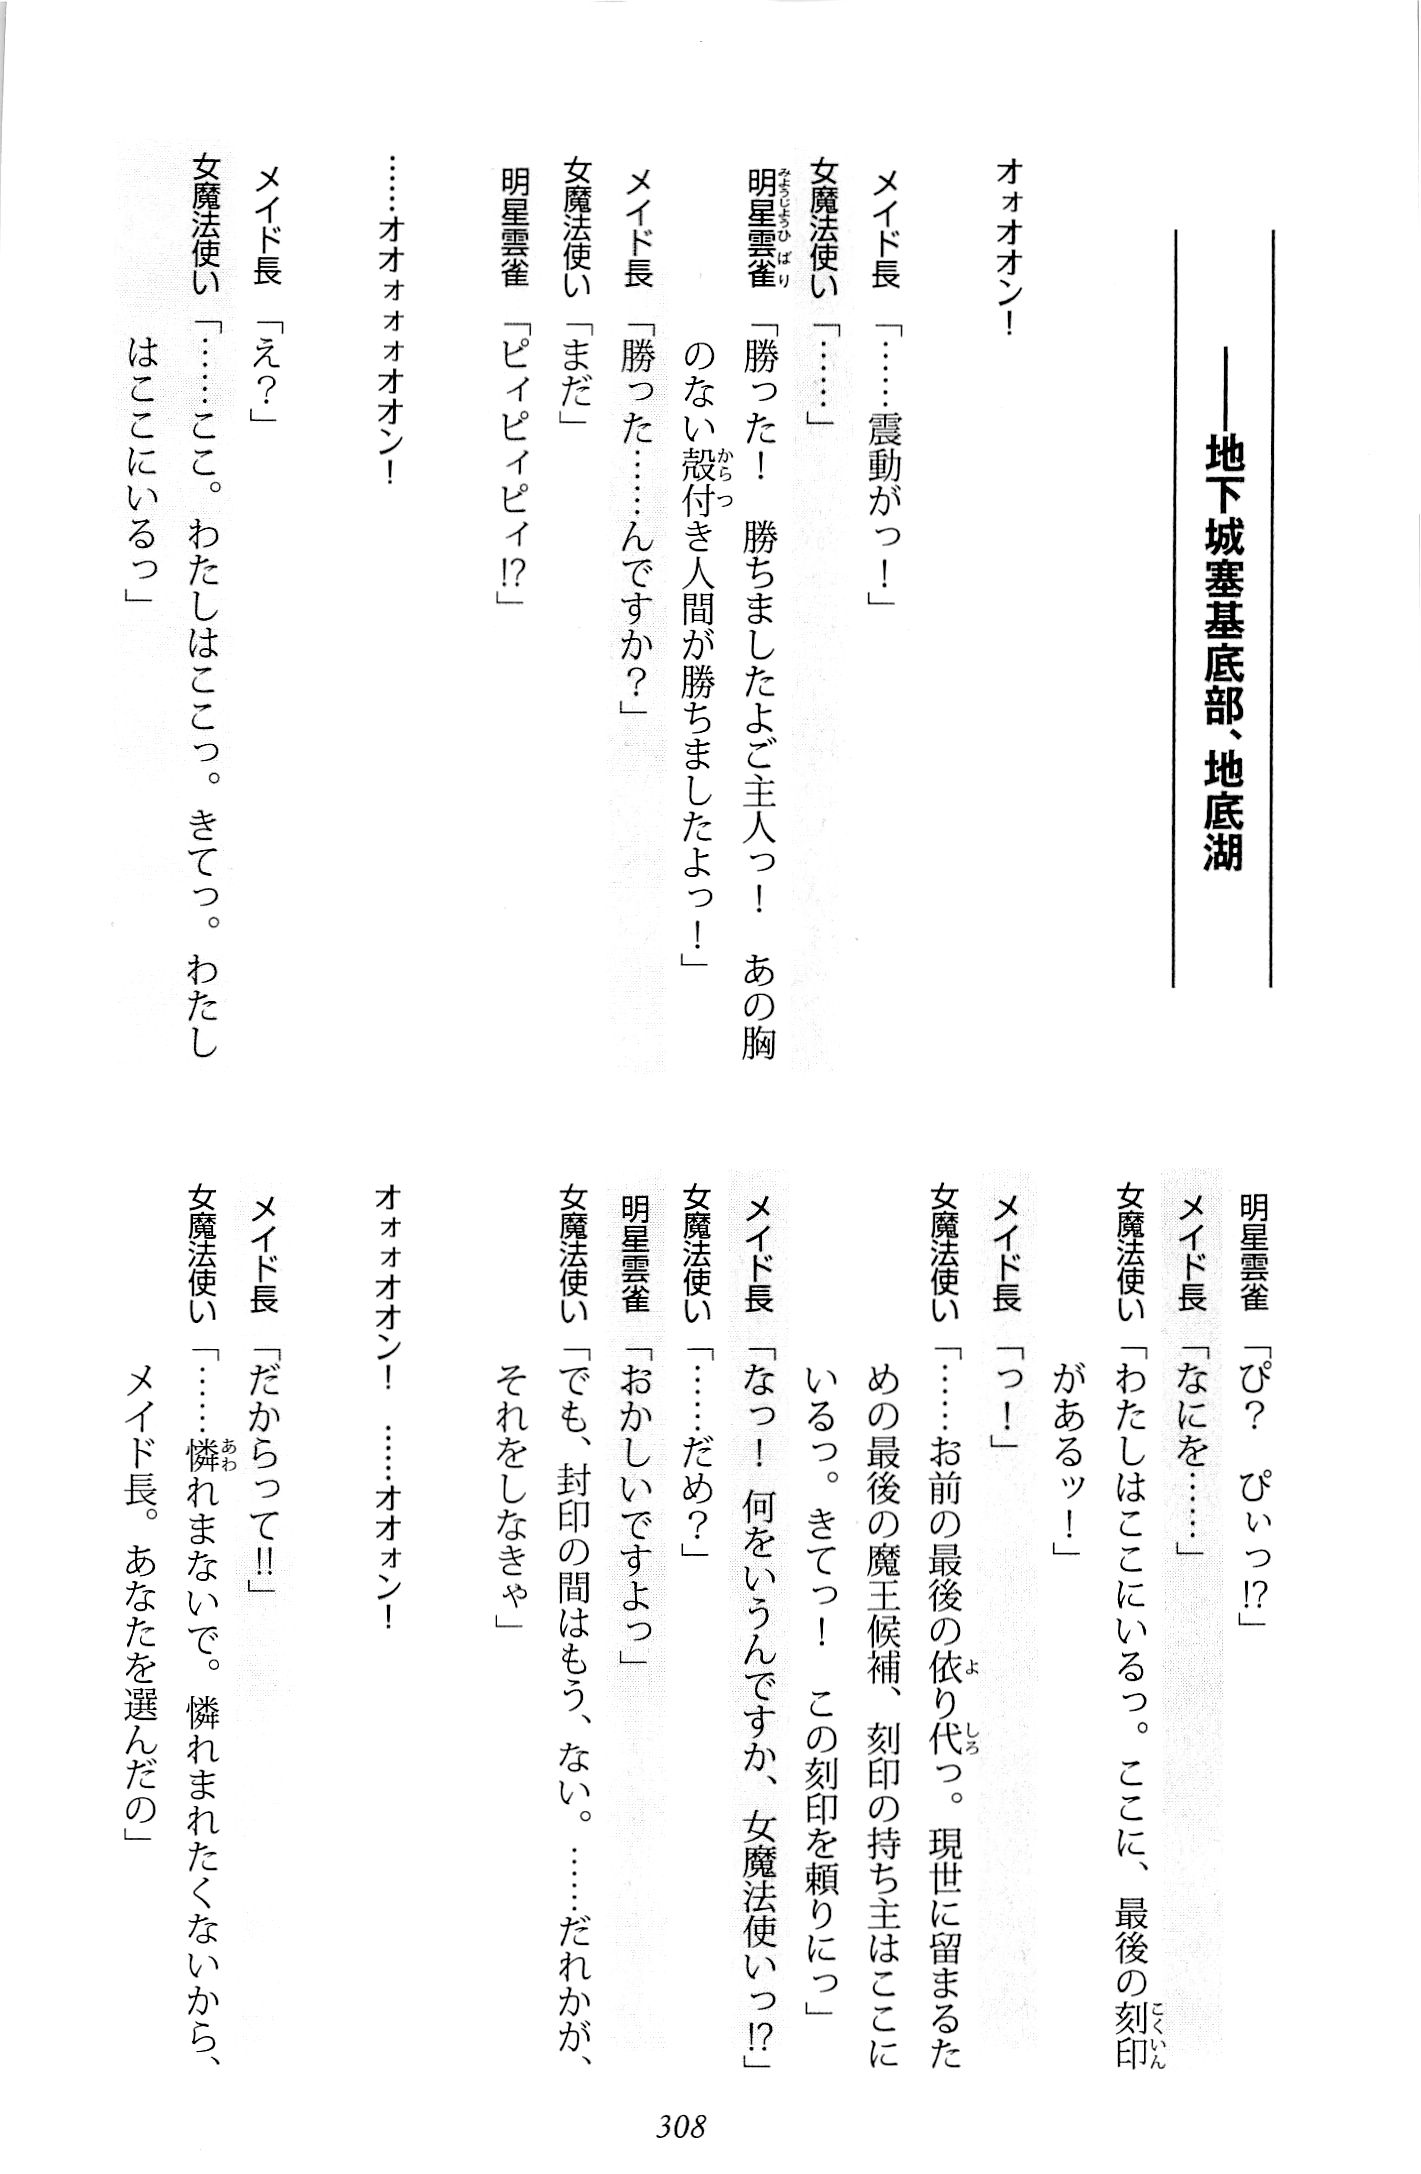 ――地下城塞基底部、地底湖
オォオオン！
メイド長「……震動がっ！」
女魔法使い「……」
明星雲雀「勝った！　勝ちましたよご主人っ！　あの胸
のない殻付き人間が勝ちましたよっ！」
メイド長「勝った……んですか？」
女魔法使い「まだ」
明星雲雀「ピィピィピィ!?」
……オオォォォオオン！
メイド長「え？」
女魔法使い「……ここ。わたしはここっ。きてっ。わたし
はここにいるっ」
明星雲雀「ぴ？　ぴぃっ!?」
メイド長「なにを……」
女魔法使い「わたしはここにいるっ。ここに、最後の刻印
があるッ！」
メイド長「っ！」
女魔法使い「……お前の最後の依り代っ。現世に留まるた
めの最後の魔王候補、刻印の持ち主はここに
いるっ。きてっ！　この刻印を頼りにっ」
メイド長「なっ！ 何をいうんですか、女魔法使いっ!?」
女魔法使い「……だめ？」
明星雲雀「おかしいですよっ」
女魔法使い「でも、封印の間はもう、ない。……だれかが、
それをしなきゃ」
オォォオオン！　……オオォン！
メイド長「だからって!!」
女魔法使い「……憐れまないで。憐れまれたくないから、
メイド長。あなたを選んだの」
308